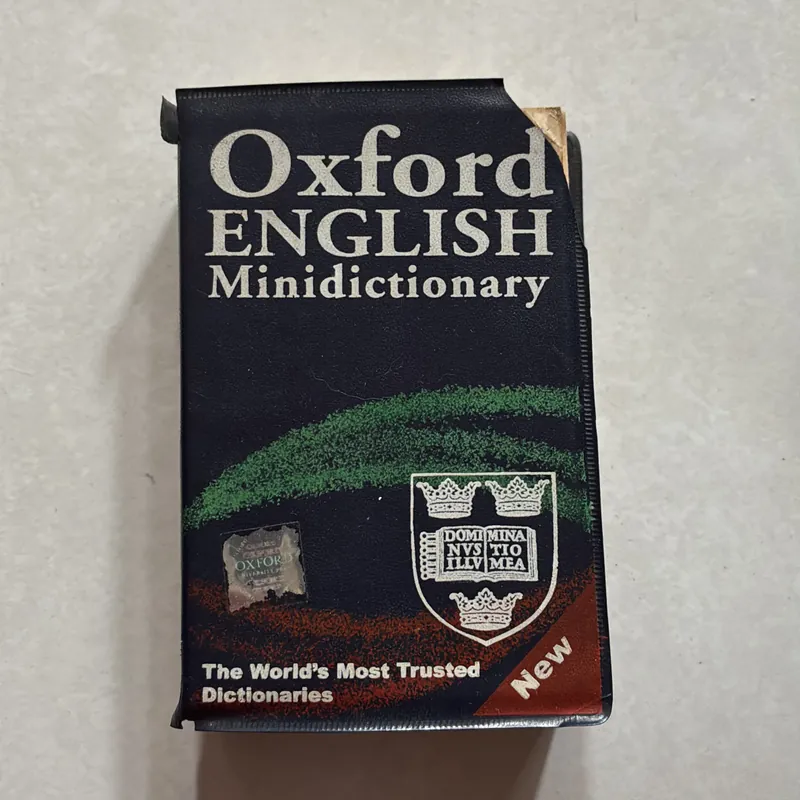 Oxford
ENGLISH
Minidictionary
DOMI MINA
NVS TIO
ILLV MEA
OXFORD
The World's Most Trusted
Dictionaries
New